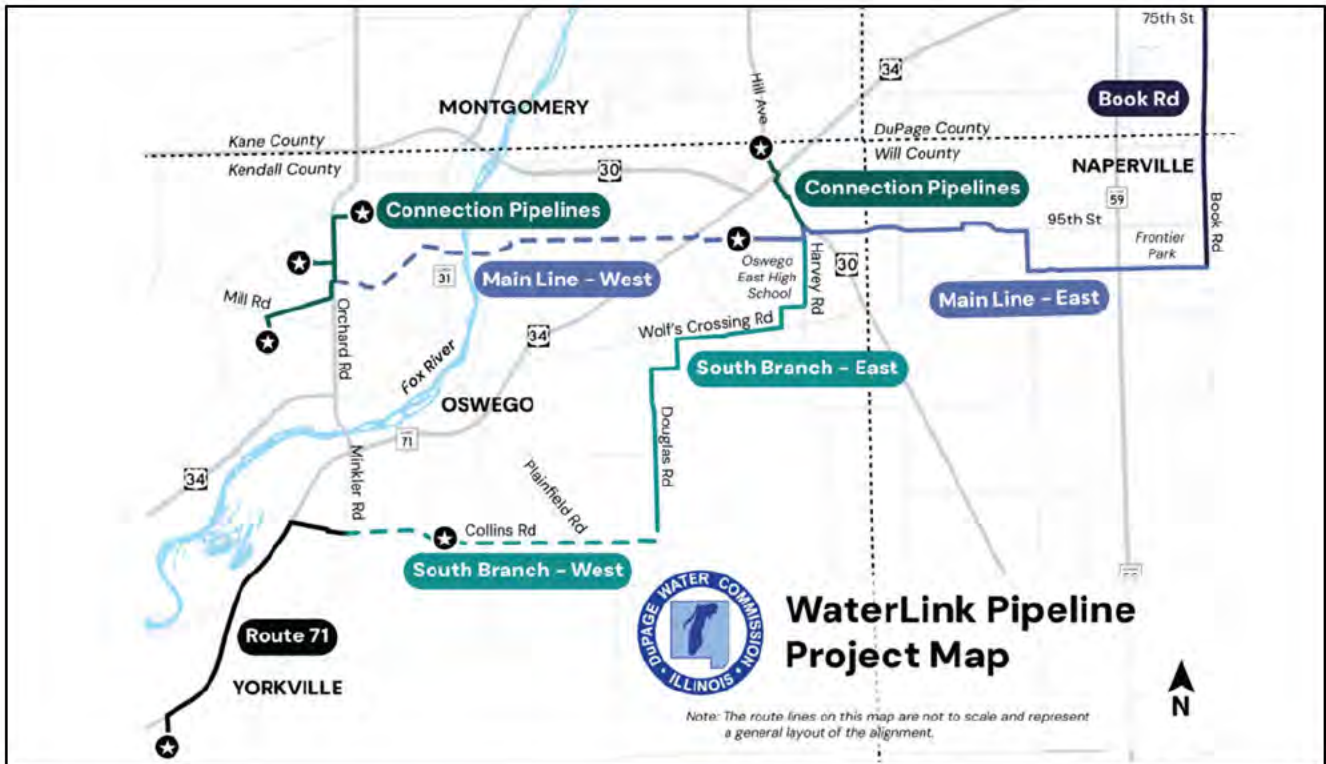 75th St
34
Hill Ave
MONTGOMERY
Book Rd
Kane County
DuPage County
Kendall County
Will County
30
NAPERVILLE
Connection Pipelines
59
Connection Pipelines
95th St
Book Rd
Frontier
Park
Oswego
East High
School
Harvey Rd
30
31
Main Line - West
Main Line - East
Mill Rd
Orchard Rd
Wolf's Crossing Rd
34
Fox River
South Branch - East
OSWEGO
71
Douglas Rd
Minkler Rd
Plainfield Rd
34
Collins Rd
South Branch - West
DUPAGE WATER COMMISSION
ILLINOIS
WaterLink Pipeline
Project Map
Route 71
YORKVILLE
N
Note: The route lines on this map are not to scale and represent
a general layout of the alignment.